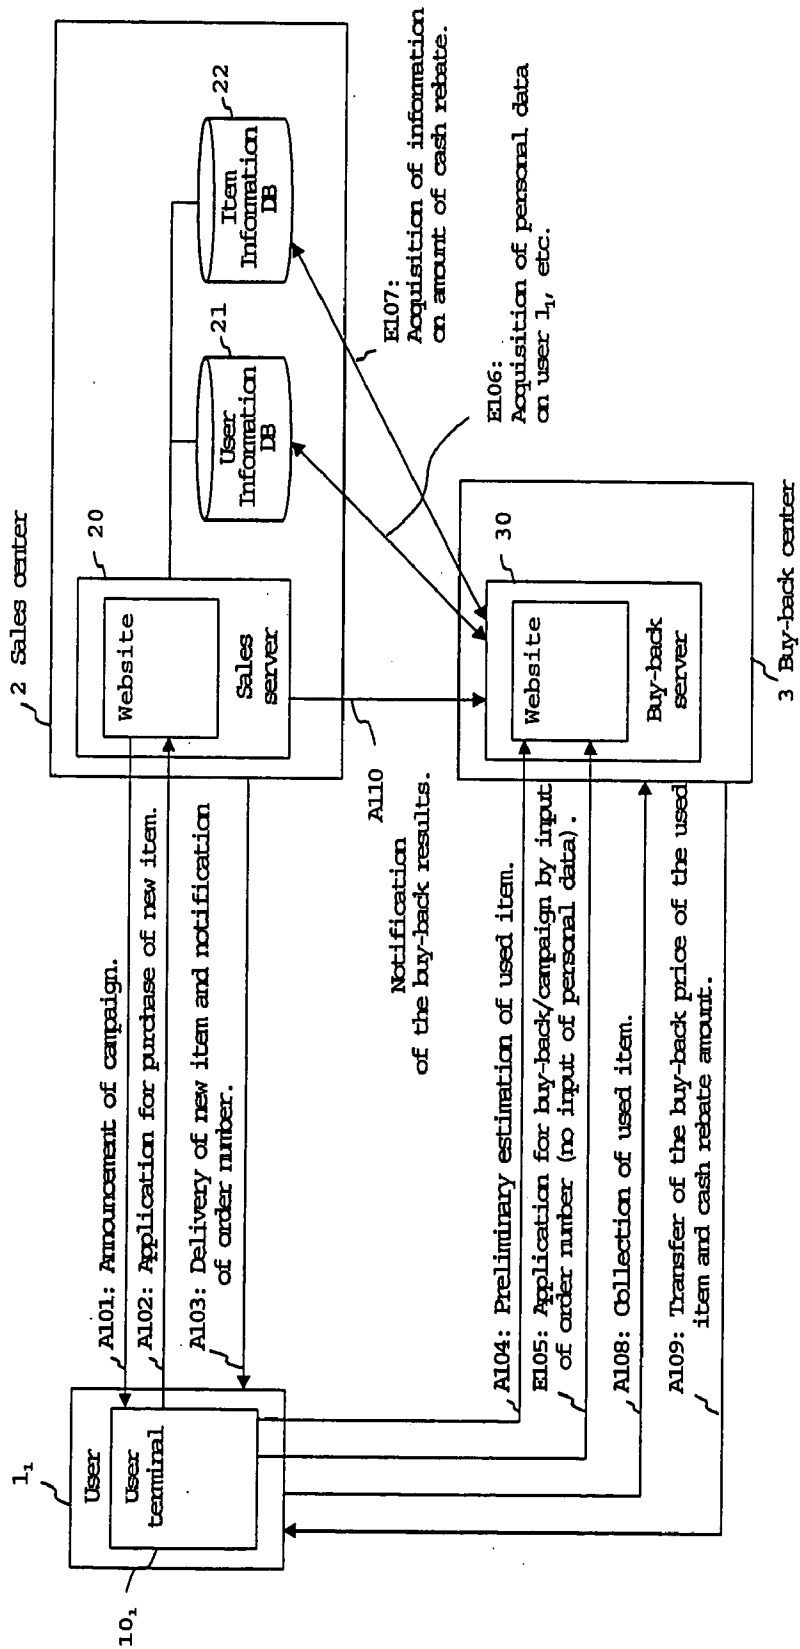 1₁
User
User
terminal
10₁
A101: Announcement of campaign.
A102: Application for purchase of new item.
A103: Delivery of new item and notification
of order number.
2 Sales center
20
Website
Sales
server
21
User
Information
DB
22
Item
Information
DB
A110
Notification
of the buy-back results.
E107:
Acquisition of information
on amount of cash rebate.
E106:
Acquisition of personal data
on user 1₁, etc.
A104: Preliminary estimation of used item.
E105: Application for buy-back/campaign by input
of order number (no input of personal data).
A108: Collection of used item.
A109: Transfer of the buy-back price of the used
item and cash rebate amount.
30
Website
Buy-back
server
3 Buy-back center